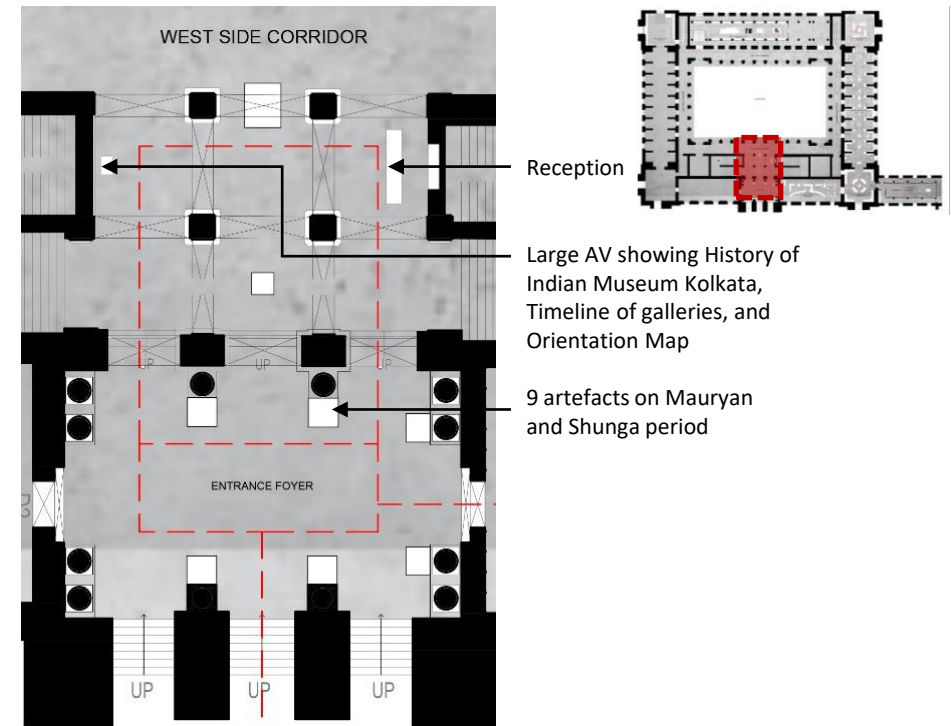 WEST SIDE CORRIDOR
Reception
Large AV showing History of
Indian Museum Kolkata,
Timeline of galleries, and
Orientation Map
UP
UP
UP
9 artefacts on Mauryan
and Shunga period
ENTRANCE FOYER
UP
UP
UP